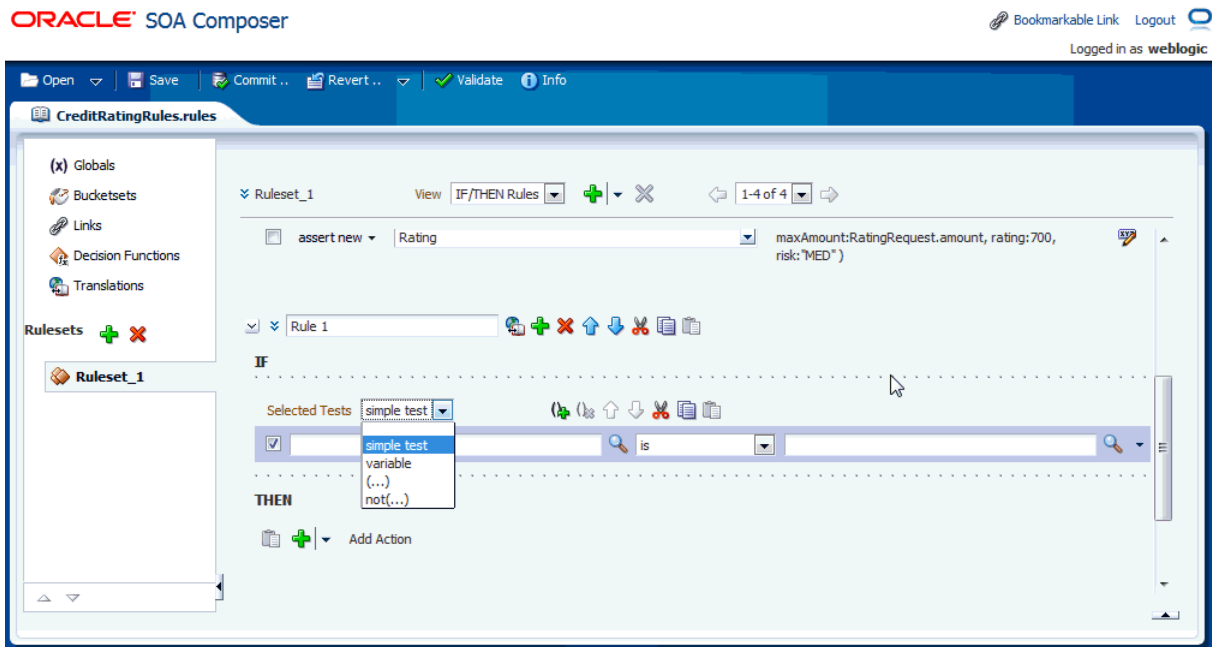 ORACLE SOA Composer
Bookmarkable Link Logout
Logged in as weblogic
Open Save Commit .. Revert .. Validate Info
CreditRatingRules.rules
(x) Globals
Bucketsets
Links
Decision Functions
Translations
Rulesets
Ruleset_1
Ruleset_1 View IF/THEN Rules 1-4 of 4
assert new Rating maxAmount:RatingRequest.amount, rating:700,
risk:"MED" )
Rule 1
IF
Selected Tests simple test
is
simple test
variable
(...)
not(...)
THEN
Add Action